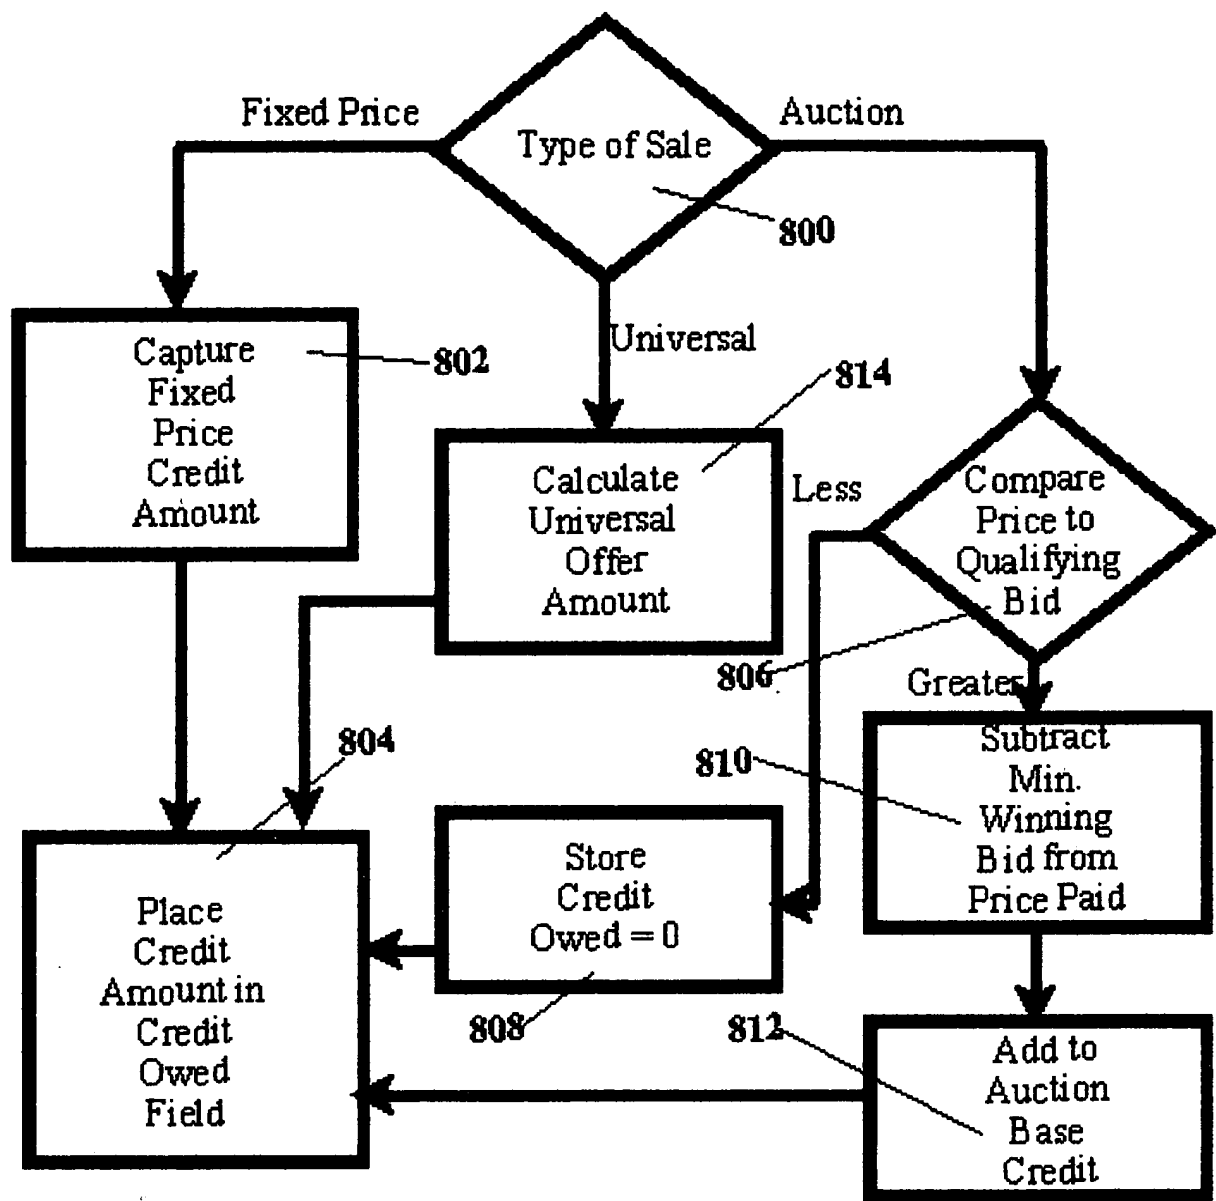 Fixed Price
Auction
Type of Sale
800
Universal
Capture
Fixed
Price
Credit
Amount
802
814
Calculate
Universal
Offer
Amount
Less
Compare
Price to
Qualifying
Bid
806
Greater
804
810
Subtract
Min.
Winning
Bid from
Price Paid
Store
Credit
Owed = 0
808
Place
Credit
Amount in
Credit
Owed
Field
812
Add to
Auction
Base
Credit